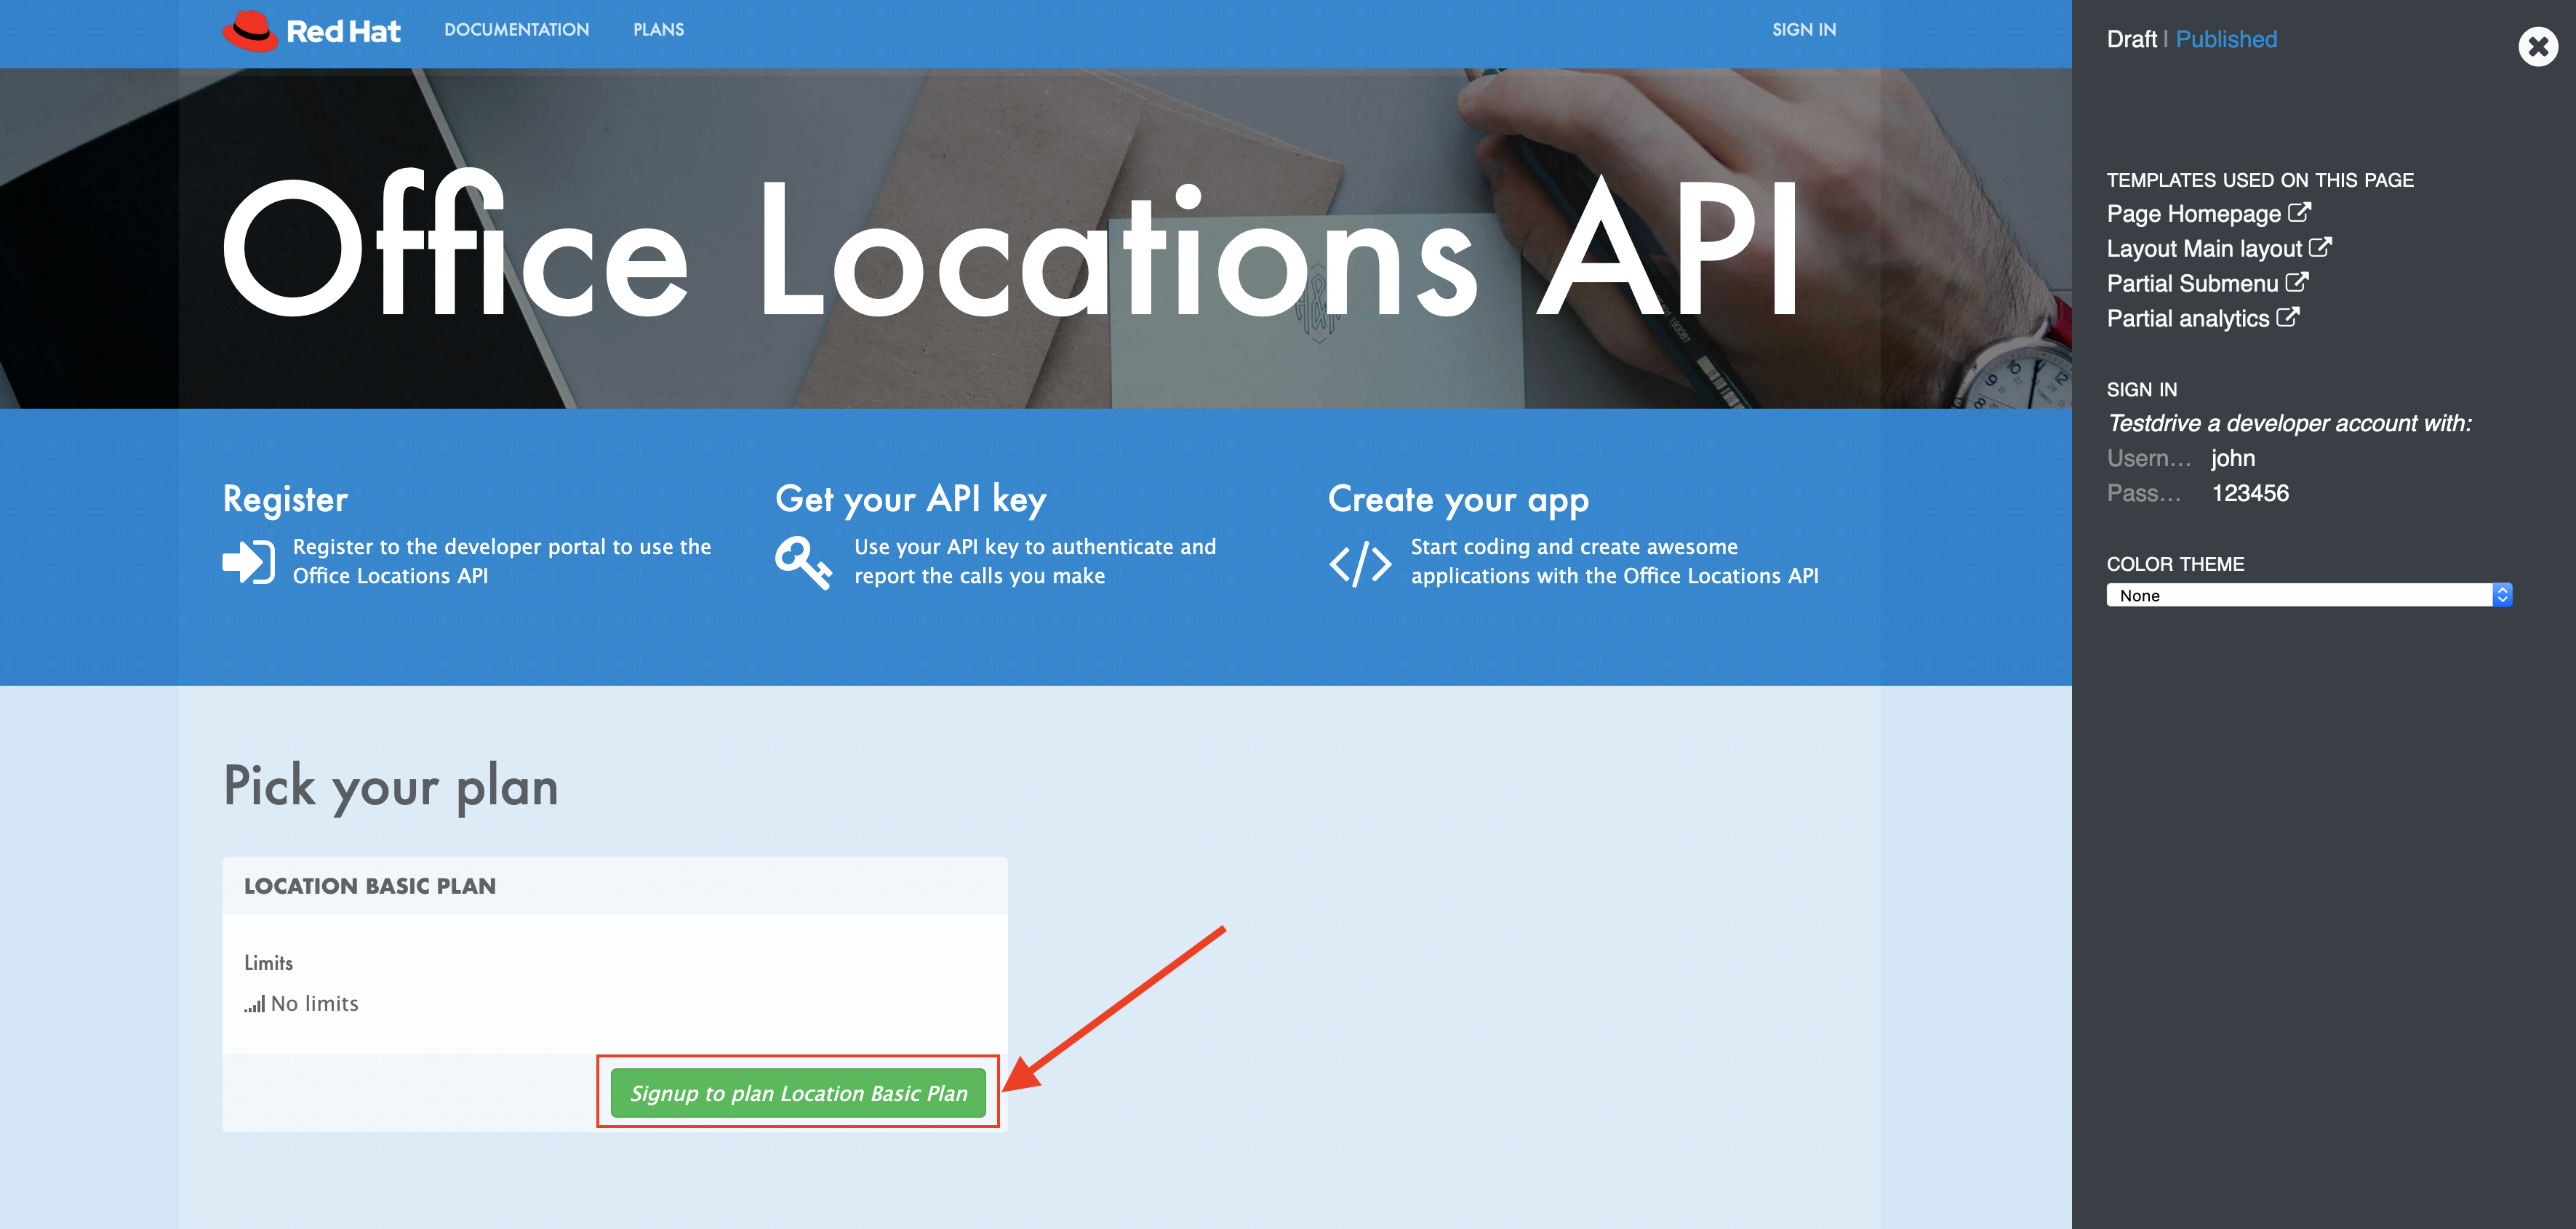 Red Hat
DOCUMENTATION
PLANS
SIGN IN
Office Locations API
Register
Register to the developer portal to use the
Office Locations API
Get your API key
Use your API key to authenticate and
report the calls you make
Create your app
Start coding and create awesome
applications with the Office Locations API
Pick your plan
LOCATION BASIC PLAN
Limits
No limits
Signup to plan Location Basic Plan
Draft | Published
TEMPLATES USED ON THIS PAGE
Page Homepage
Layout Main layout
Partial Submenu
Partial analytics
SIGN IN
Testdrive a developer account with:
Usern... john
Pass... 123456
COLOR THEME
None